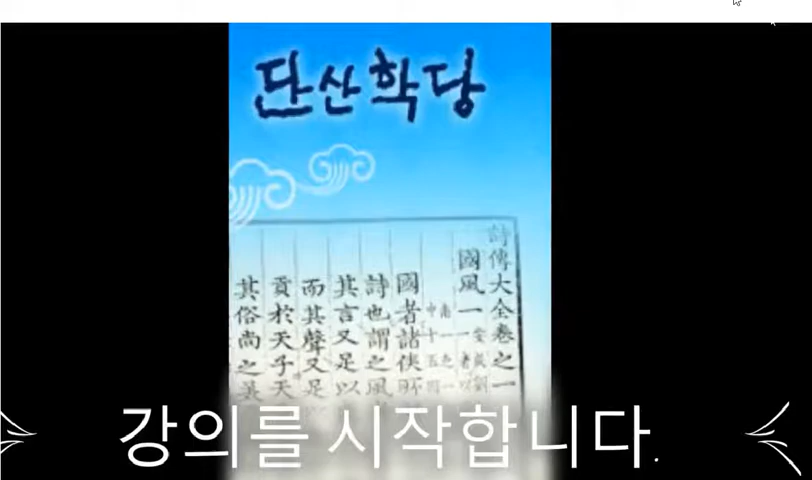 단산학당
詩傳大全卷之一
國風一
國者諸侯所
詩也謂之風
其言又足以
而其聲又足
貢於天子天
其俗尚之美
강의를 시작합니다.